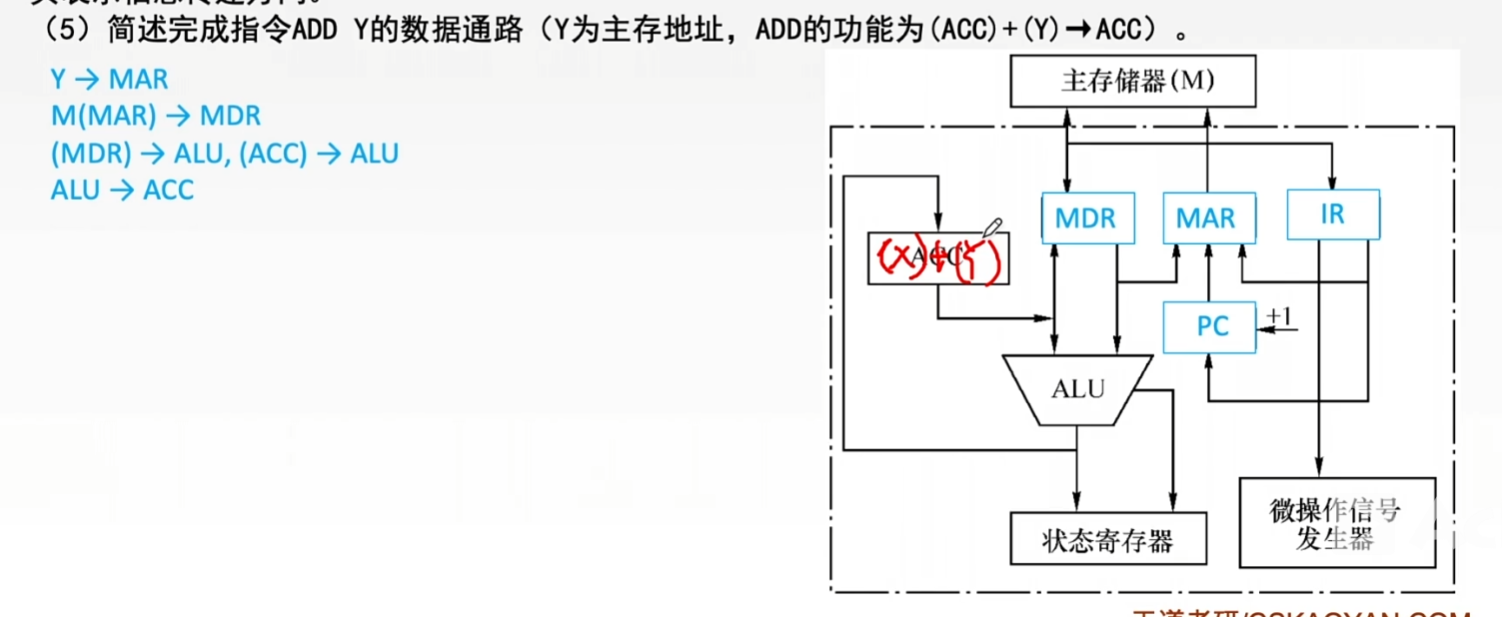 （5）简述完成指令ADD Y的数据通路（Y为主存地址，ADD的功能为(ACC)+(Y)→ACC）。
Y → MAR
M(MAR) → MDR
(MDR) → ALU, (ACC) → ALU
ALU → ACC
主存储器(M)
MDR
MAR
IR
(X)+(Y)
PC
+1
ALU
微操作信号
发生器
状态寄存器